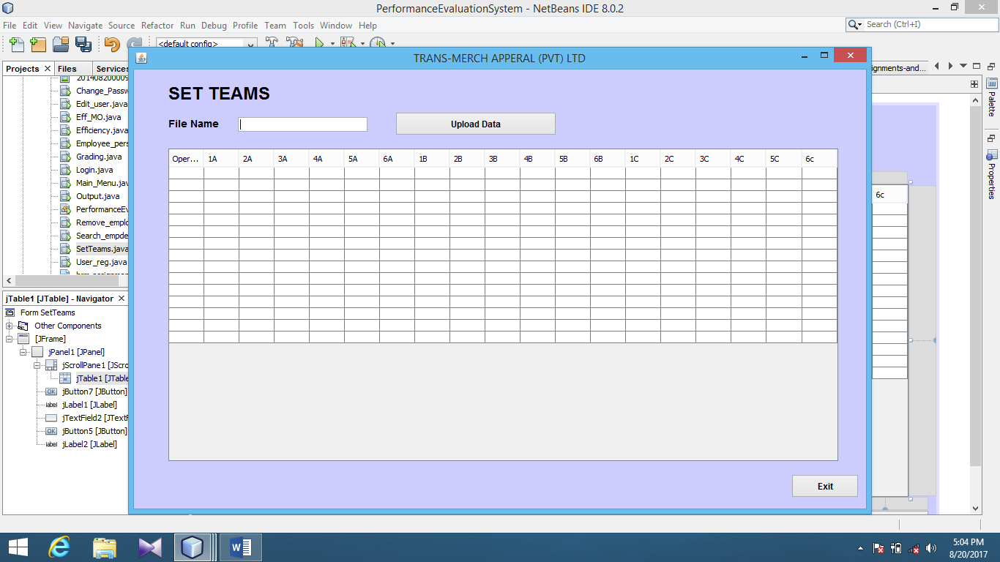 PerformanceEvaluationSystem - NetBeans IDE 8.0.2
File Edit View Navigate Source Refactor Run Debug Profile Team Tools Window Help
Search (Ctrl+I)
<default config>
TRANS-MERCH APPERAL (PVT) LTD
Projects Files Services
ignments-and...
201408200009
Change_Passw
Edit_user.java
Eff_MO.java
Efficiency.java
Employee_pers
Grading.java
Login.java
Main_Menu.jav
Output.java
PerformanceEv
Remove_emplo
Search_empde
SetTeams.java
User_reg.java
SET TEAMS
File Name
Upload Data
Oper... 1A 2A 3A 4A 5A 6A 1B 2B 3B 4B 5B 6B 1C 2C 3C 4C 5C 6c
6c
Palette
Properties
jTable1 [JTable] - Navigator
Form SetTeams
Other Components
[JFrame]
jPanel1 [JPanel]
jScrollPane1 [JScro
jTable1 [JTable
jButton7 [JButton]
label jLabel1 [JLabel]
jTextField2 [JTextF
OK jButton5 [JButton]
label jLabel2 [JLabel]
Exit
5:04 PM
8/20/2017